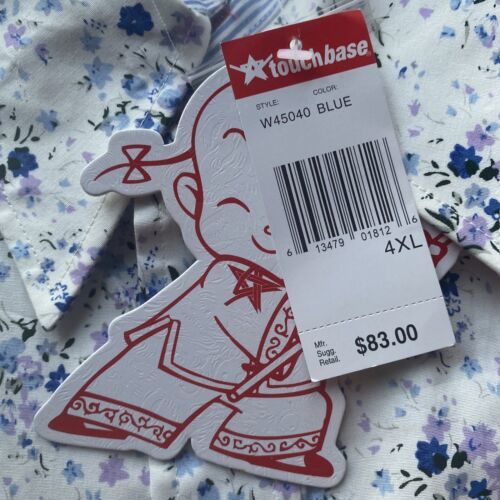 touchbase
STYLE: COLOR:
W45040 BLUE
6 13479 01812 6
4XL
Mfr.
Sugg.
Retail.
$83.00